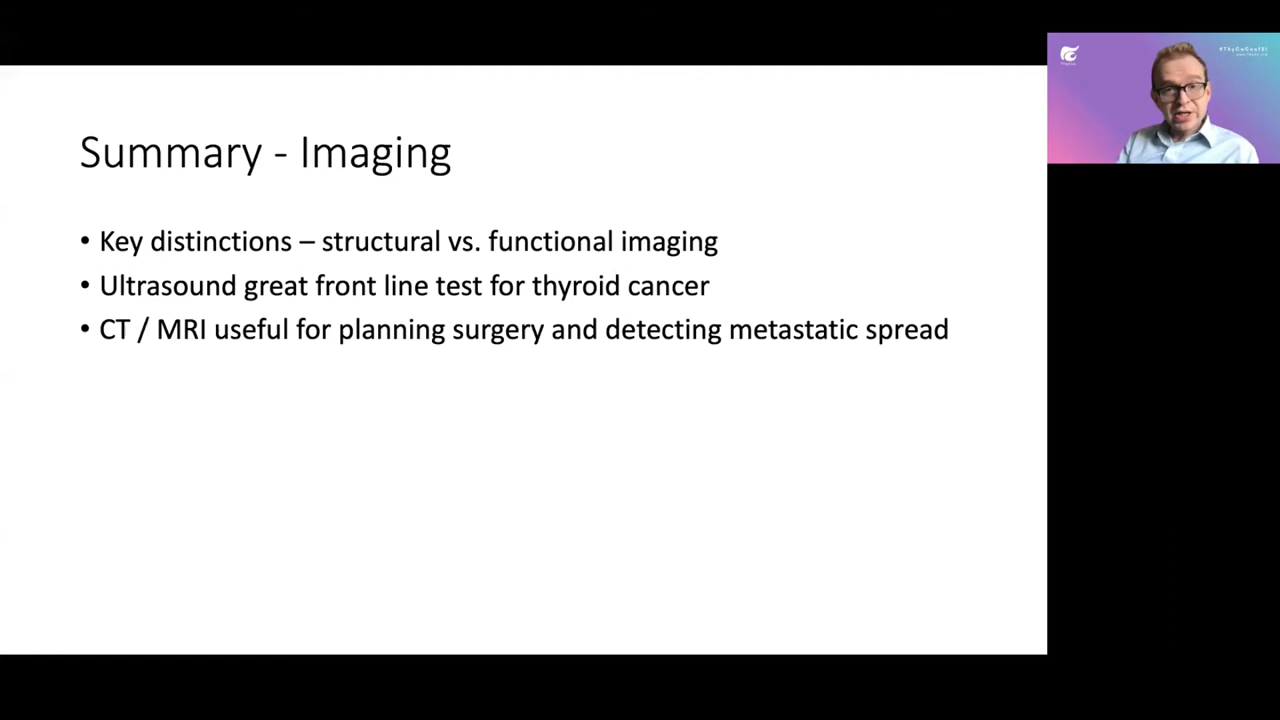 Summary - Imaging
• Key distinctions – structural vs. functional imaging
• Ultrasound great front line test for thyroid cancer
• CT / MRI useful for planning surgery and detecting metastatic spread